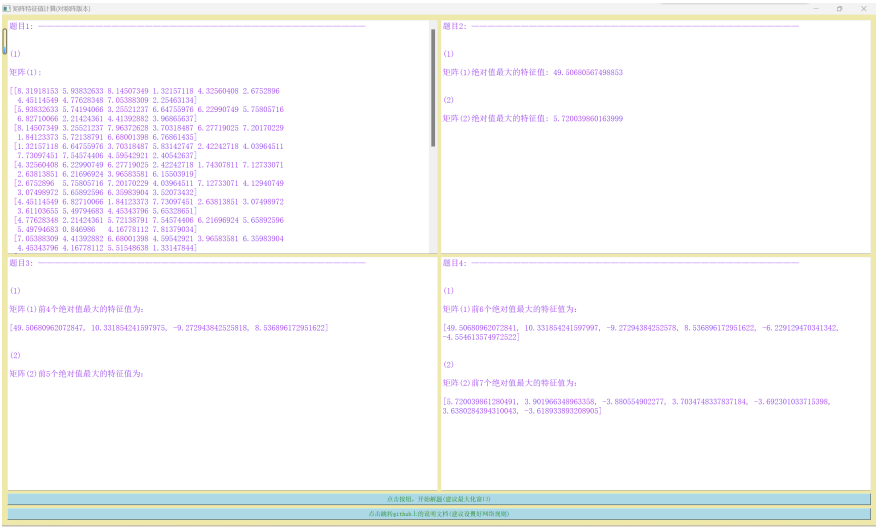 矩阵特征值计算(对称阵版本)
题目1:
(1)
矩阵(1):
[[8.31918153 5.93832633 8.14507349 1.32157118 4.32560408 2.6752896
4.45114549 4.77628348 7.05388309 2.25463134]
[5.93832633 5.74194066 3.25521237 6.64755976 6.22990749 5.75805716
6.82710066 2.21424361 4.41392882 3.96865637]
[8.14507349 3.25521237 7.96372628 3.70318487 6.27719025 7.20170229
1.84123373 5.72138791 6.68001398 6.76861435]
[1.32157118 6.64755976 3.70318487 5.83142747 2.42242718 4.03964511
7.73097451 7.54574406 4.59542921 2.40542637]
[4.32560408 6.22990749 6.27719025 2.42242718 1.74307811 7.12733071
2.63813851 6.21696924 3.96583581 6.15503919]
[2.6752896 5.75805716 7.20170229 4.03964511 7.12733071 4.12940749
3.07498972 5.65892596 6.35983904 3.52073432]
[4.45114549 6.82710066 1.84123373 7.73097451 2.63813851 3.07498972
3.61103655 5.49794683 4.45343796 5.65328651]
[4.77628348 2.21424361 5.72138791 7.54574406 6.21696924 5.65892596
5.49794683 0.846986 4.16778112 7.81379034]
[7.05388309 4.41392882 6.68001398 4.59542921 3.96583581 6.35983904
4.45343796 4.16778112 5.51548638 1.33147844]
题目2:
(1)
矩阵(1)绝对值最大的特征值: 49.50680567498853
(2)
矩阵(2)绝对值最大的特征值: 5.720039860163999
题目3:
(1)
矩阵(1)前4个绝对值最大的特征值为:
[49.50680962072847, 10.331854241597975, -9.272943842525818, 8.536896172951622]
(2)
矩阵(2)前5个绝对值最大的特征值为:
题目4:
(1)
矩阵(1)前6个绝对值最大的特征值为:
[49.50680962072841, 10.331854241597997, -9.27294384252578, 8.536896172951622, -6.229129470341342,
-4.554613574972522]
(2)
矩阵(2)前7个绝对值最大的特征值为:
[5.720039861280491, 3.901966348963358, -3.880554902277, 3.7034748337837184, -3.692301033715398,
3.6380284394310043, -3.618933893208905]
点击按钮, 开始解题(建议最大化窗口)
点击跳转github上的说明文档(建议设置好网络规则)